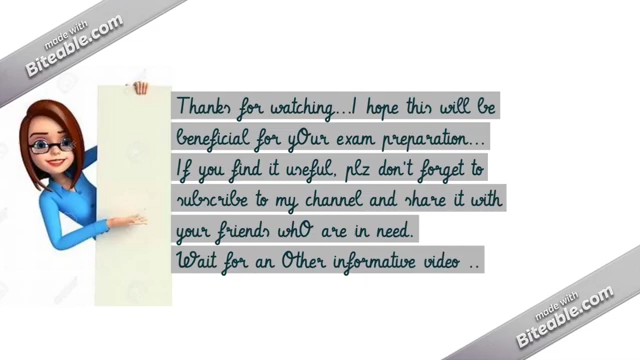 made with
Biteable.com
Thanks for watching...I hope this will be
beneficial for yOur exam preparation...
If you find it useful, plz don't forget to
subscribe to my channel and share it with
your friends whO are in need.
Wait for an Other informative video ..
made with
Biteable.com